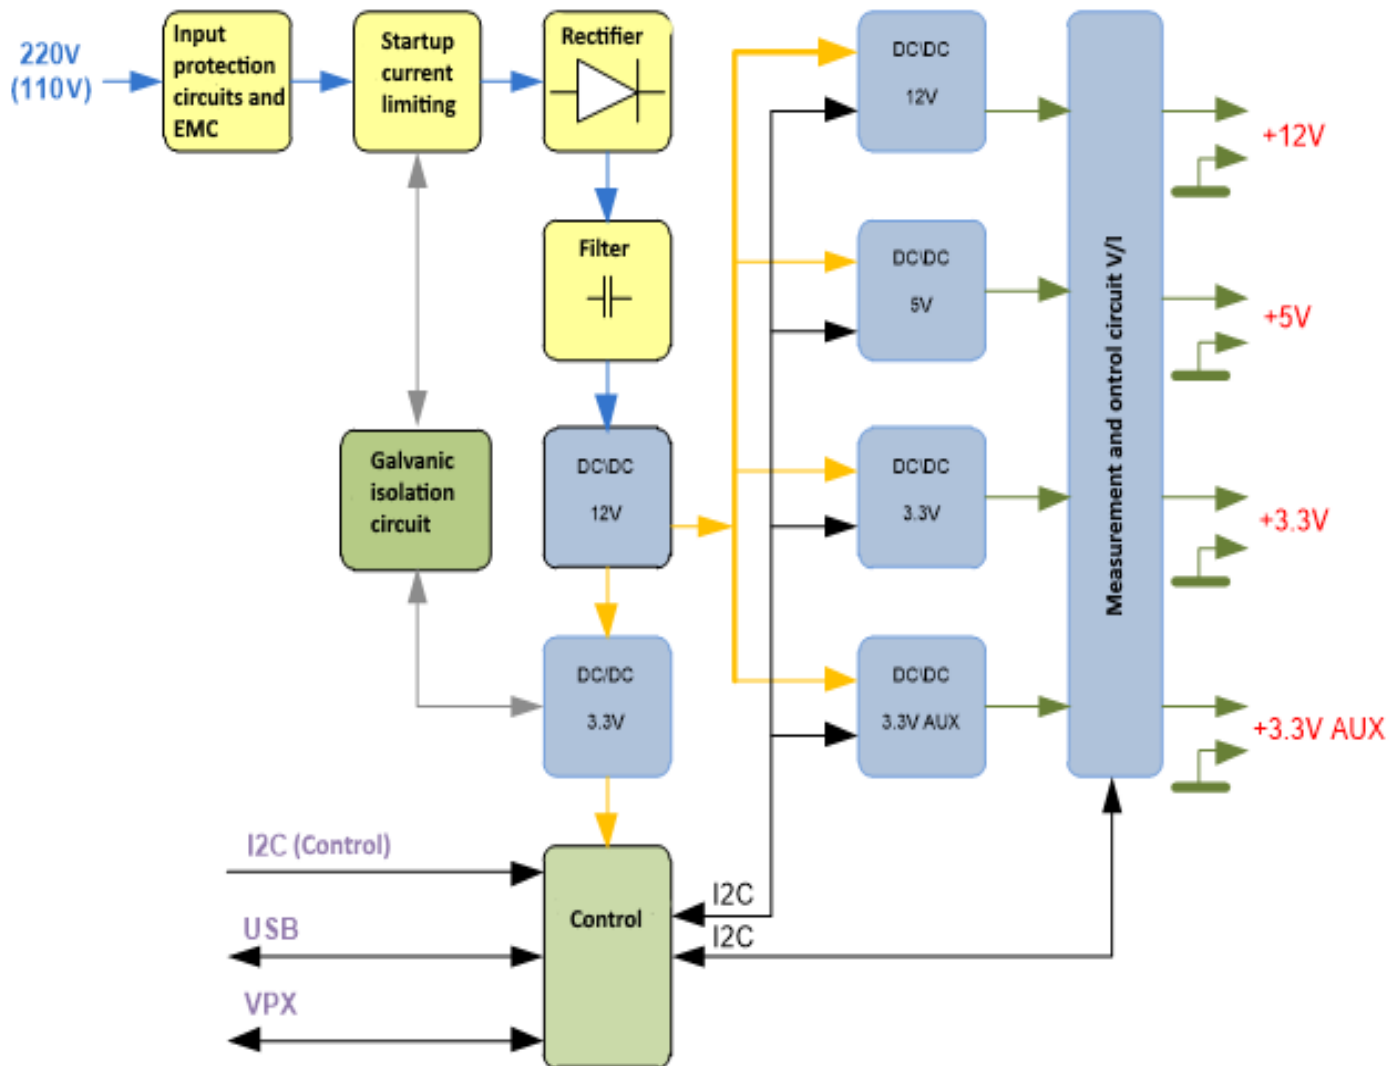 220V
(110V)
Input
protection
circuits and
EMC
Startup
current
limiting
Rectifier
Filter
DC\DC
12V
DC/DC
3.3V
Galvanic
isolation
circuit
DC\DC
12V
DC\DC
5V
DC\DC
3.3V
DC\DC
3.3V AUX
Measurement and ontrol circuit V/I
+12V
+5V
+3.3V
+3.3V AUX
I2C (Control)
USB
VPX
Control
I2C
I2C